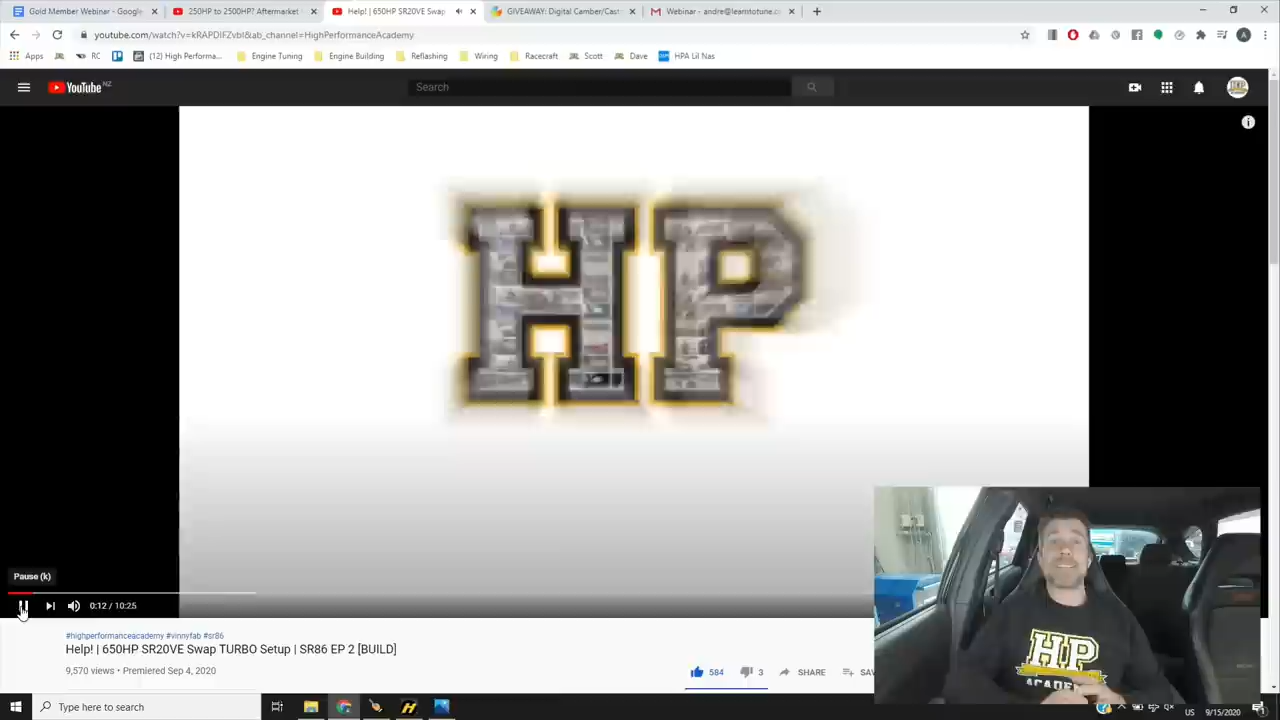 Gold Member Webinar - Google
250HP to 2500HP? Aftermarket
Help! | 650HP SR20VE Swap
GIVEAWAY: Digital Camber/Cast
Webinar - andre@learntotune.co
youtube.com/watch?v=kRAPDIFZvbI&ab_channel=HighPerformanceAcademy
Apps
RC
(12) High Performa...
Engine Tuning
Engine Building
Reflashing
Wiring
Racecraft
Scott
Dave
HPA Lil Nas
YouTube NZ
Search
HP
Pause (k)
0:12 / 10:25
#highperformanceacademy #vinnyfab #sr86
Help! | 650HP SR20VE Swap TURBO Setup | SR86 EP 2 [BUILD]
9,570 views • Premiered Sep 4, 2020
584
3
SHARE
SAV
HP
ACADEM
Type here to search
US
9/15/2020